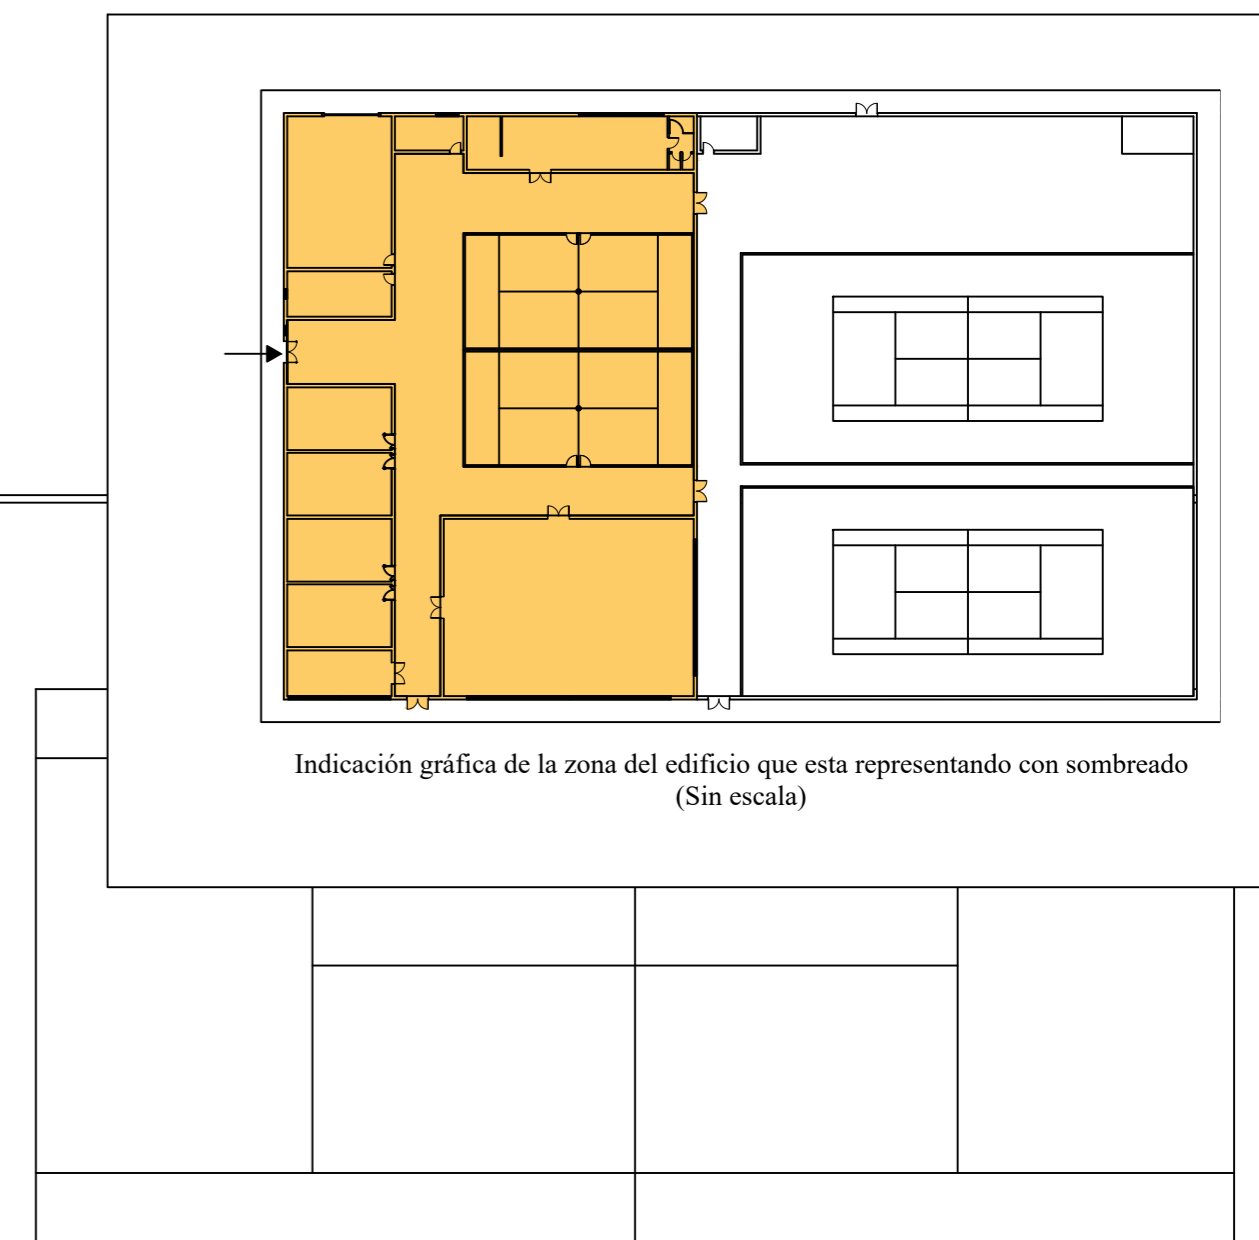 Indicación gráfica de la zona del edificio que esta representando con sombreado
(Sin escala)